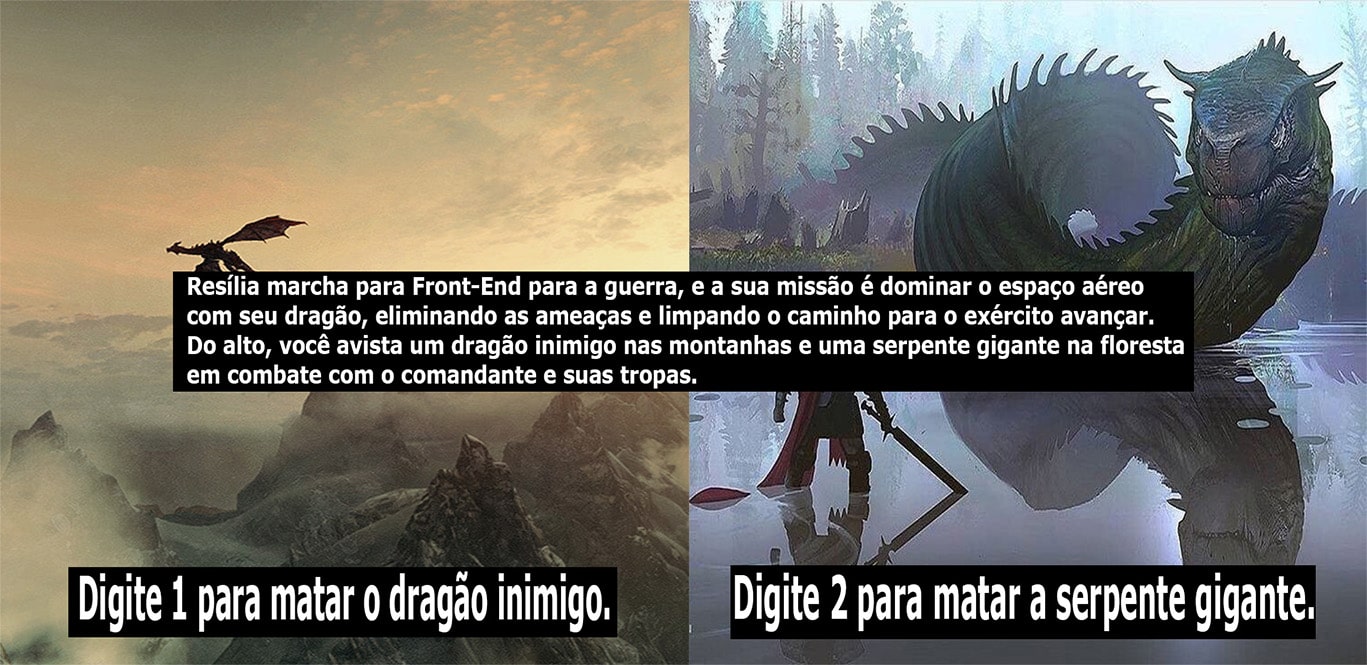 Resília marcha para Front-End para a guerra, e a sua missão é dominar o espaço aéreo
com seu dragão, eliminando as ameaças e limpando o caminho para o exército avançar.
Do alto, você avista um dragão inimigo nas montanhas e uma serpente gigante na floresta
em combate com o comandante e suas tropas.
Digite 1 para matar o dragão inimigo.
Digite 2 para matar a serpente gigante.